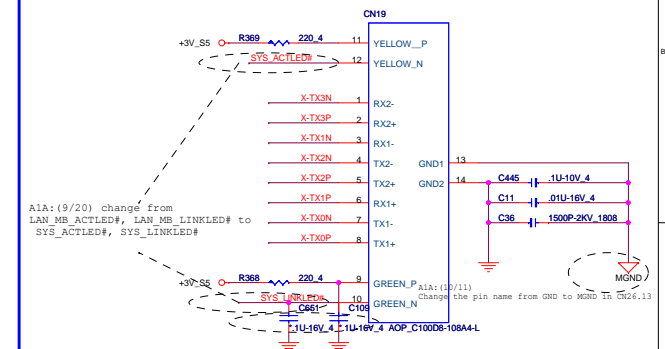 CN19
+3V_S5 R369 220_4 11 YELLOW__P
SYS_ACTLED# 12 YELLOW_N
X-TX3N 1 RX2-
X-TX3P 2 RX2+
X-TX1N 3 RX1-
X-TX2N 4 TX2- GND1 13
X-TX2P 5 TX2+ GND2 14 C445 .1U-10V_4
X-TX1P 6 RX1+ C11 .01U-16V_4
X-TX0N 7 TX1- C36 1500P-2KV_1808
X-TX0P 8 TX1+
A1A:(9/20) change from
LAN_MB_ACTLED#, LAN_MB_LINKLED# to
SYS_ACTLED#, SYS_LINKLED#
MGND
+3V_S5 R368 220_4 9 GREEN_P
A1A:(10/11)
Change the pin name from GND to MGND in CN26.13
SYS_LINKLED# 10 GREEN_N
C651 C109
*.1U-16V_4 *.1U-16V_4 AOP_C100D8-108A4-L
B